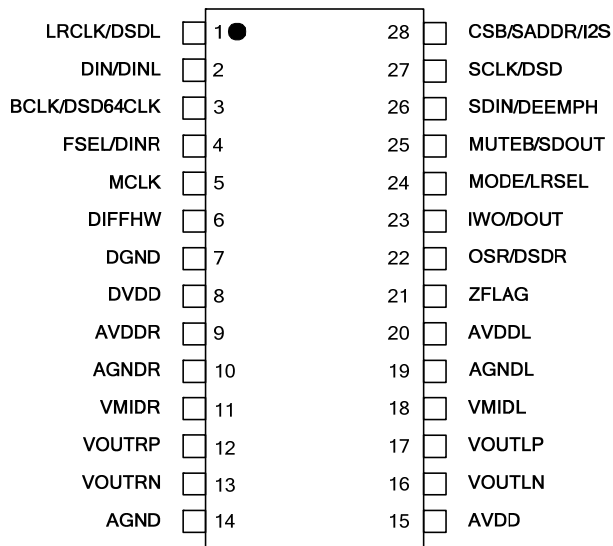 LRCLK/DSDL 1 28 CSB/SADDR/I2S
DIN/DINL 2 27 SCLK/DSD
BCLK/DSD64CLK 3 26 SDIN/DEEMPH
FSEL/DINR 4 25 MUTEB/SDOUT
MCLK 5 24 MODE/LRSEL
DIFFHW 6 23 IWO/DOUT
DGND 7 22 OSR/DSDR
DVDD 8 21 ZFLAG
AVDDR 9 20 AVDDL
AGNDR 10 19 AGNDL
VMIDR 11 18 VMIDL
VOUTRP 12 17 VOUTLP
VOUTRN 13 16 VOUTLN
AGND 14 15 AVDD